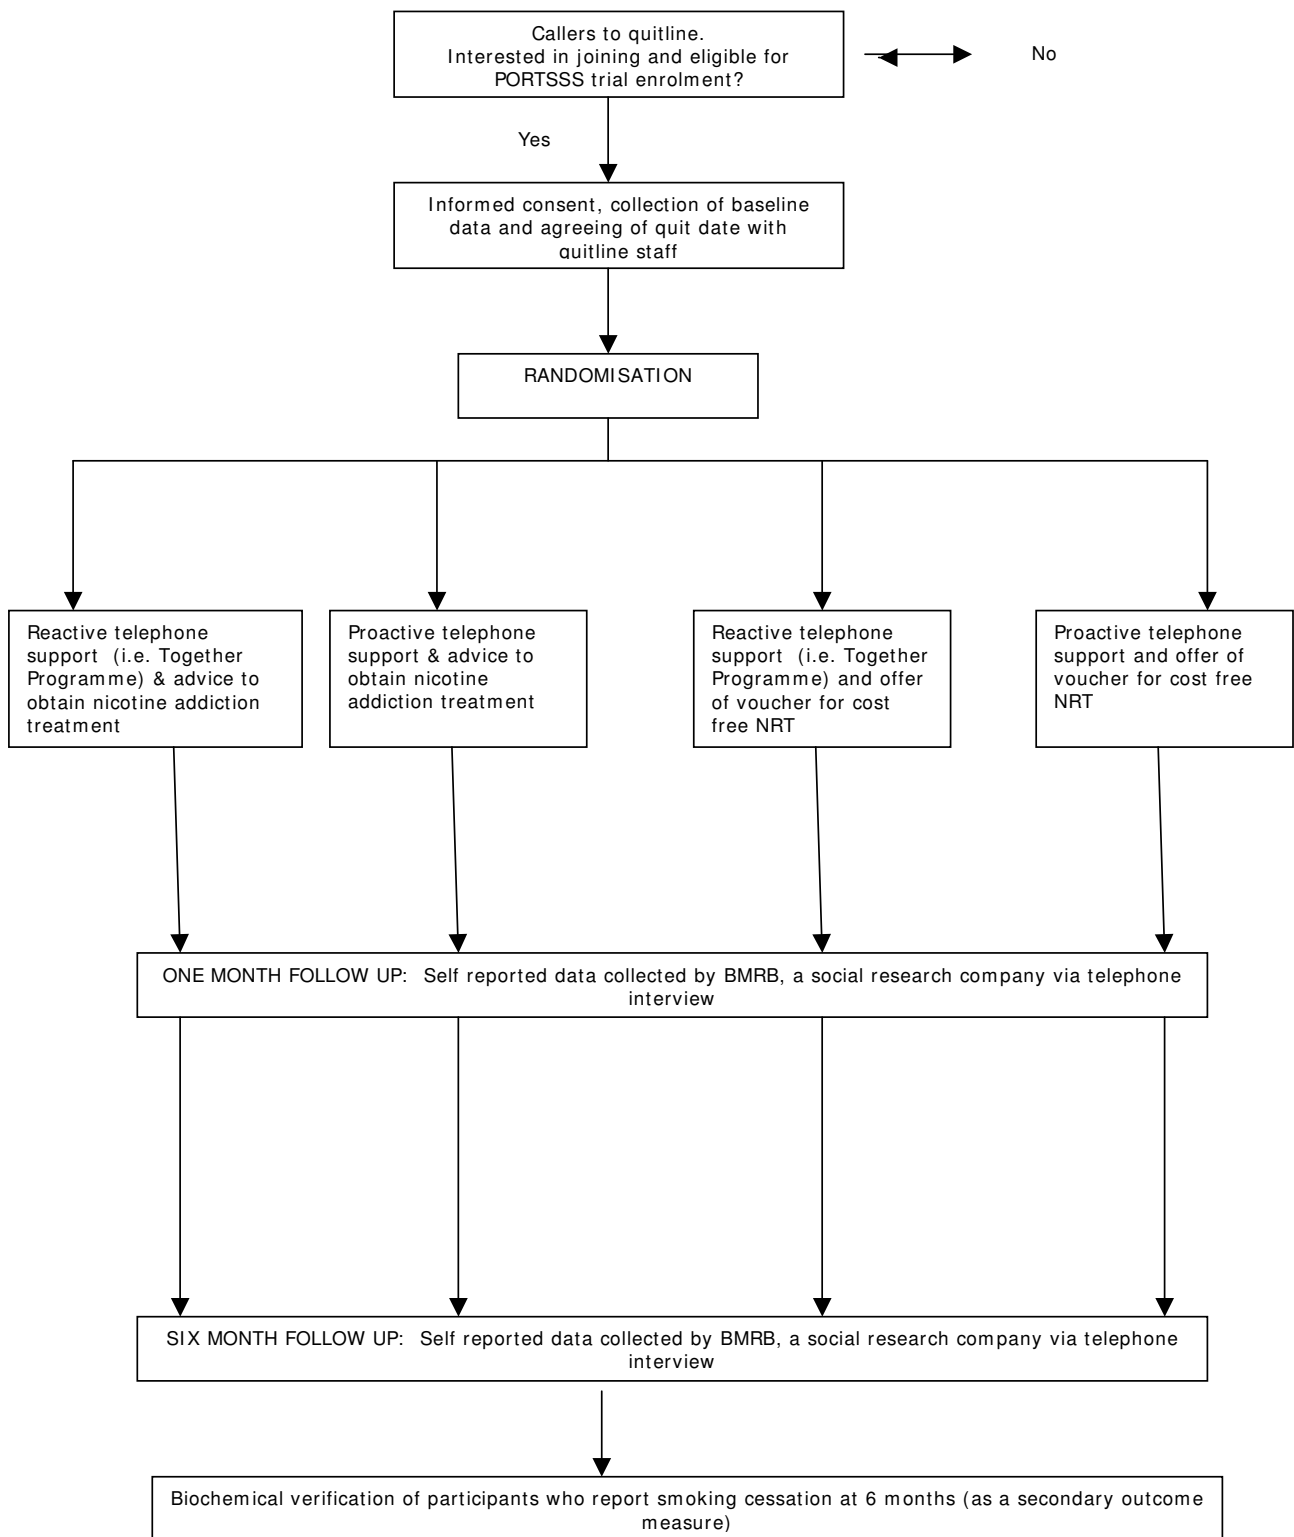 Callers to quitline.
Interested in joining and eligible for
PORTSSS trial enrolment?
No
Yes
Informed consent, collection of baseline
data and agreeing of quit date with
quitline staff
RANDOMISATION
Reactive telephone
support (i.e. Together
Programme) & advice to
obtain nicotine addiction
treatment
Proactive telephone
support & advice to
obtain nicotine
addiction treatment
Reactive telephone
support (i.e. Together
Programme) and offer
of voucher for cost
free NRT
Proactive telephone
support and offer of
voucher for cost free
NRT
ONE MONTH FOLLOW UP: Self reported data collected by BMRB, a social research company via telephone
interview
SIX MONTH FOLLOW UP: Self reported data collected by BMRB, a social research company via telephone
interview
Biochemical verification of participants who report smoking cessation at 6 months (as a secondary outcome
measure)